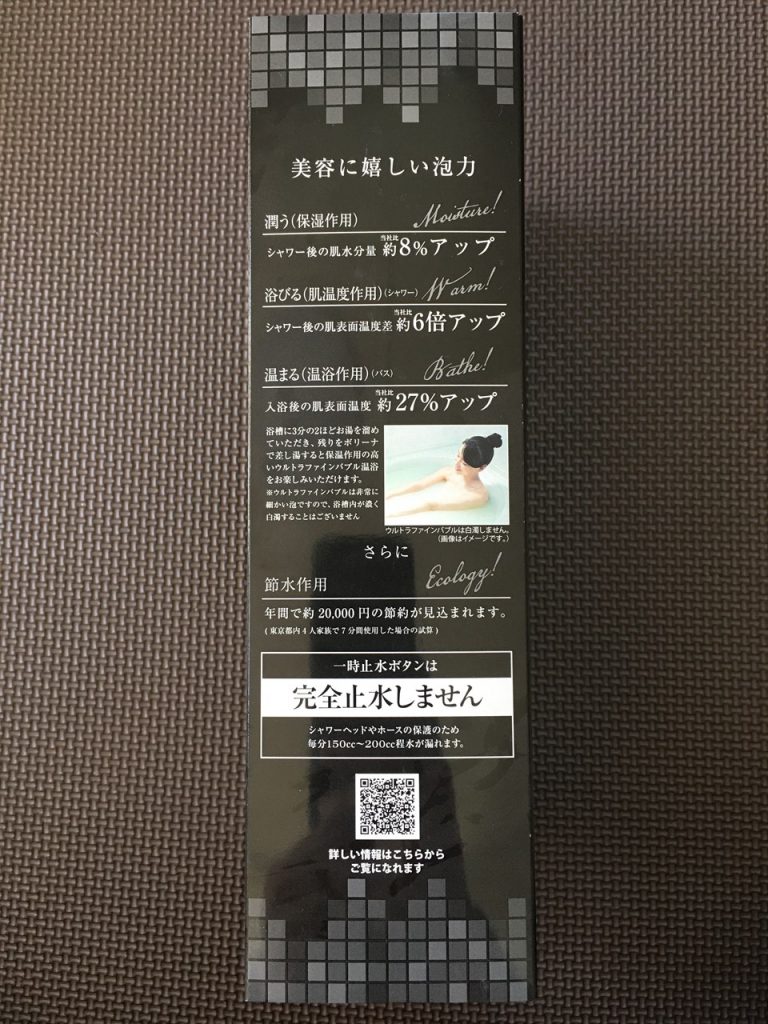 美容に嬉しい泡力
潤う(保湿作用) Moisture!
シャワー後の肌水分量 当社比 約8%アップ
浴びる(肌温度作用)(シャワー) Warm!
シャワー後の肌表面温度差 当社比 約6倍アップ
温まる(温浴作用)(バス) Bathe!
入浴後の肌表面温度 当社比 約27%アップ
浴槽に3分の2ほどお湯を溜め
ていただき、残りをボリーナ
で差し湯すると保温作用の高
いウルトラファインバブル温浴
をお楽しみいただけます。
※ウルトラファインバブルは非常に
細かい泡ですので、浴槽内が濃く
白濁することはございません
ウルトラファインバブルは白濁しません。
(画像はイメージです。)
さらに
節水作用 Ecology!
年間で約20,000円の節約が見込まれます。
(東京都内4人家族で7分間使用した場合の試算)
一時止水ボタンは
完全止水しません
シャワーヘッドやホースの保護のため
毎分150cc〜200cc程水が漏れます。
詳しい情報はこちらから
ご覧になれます